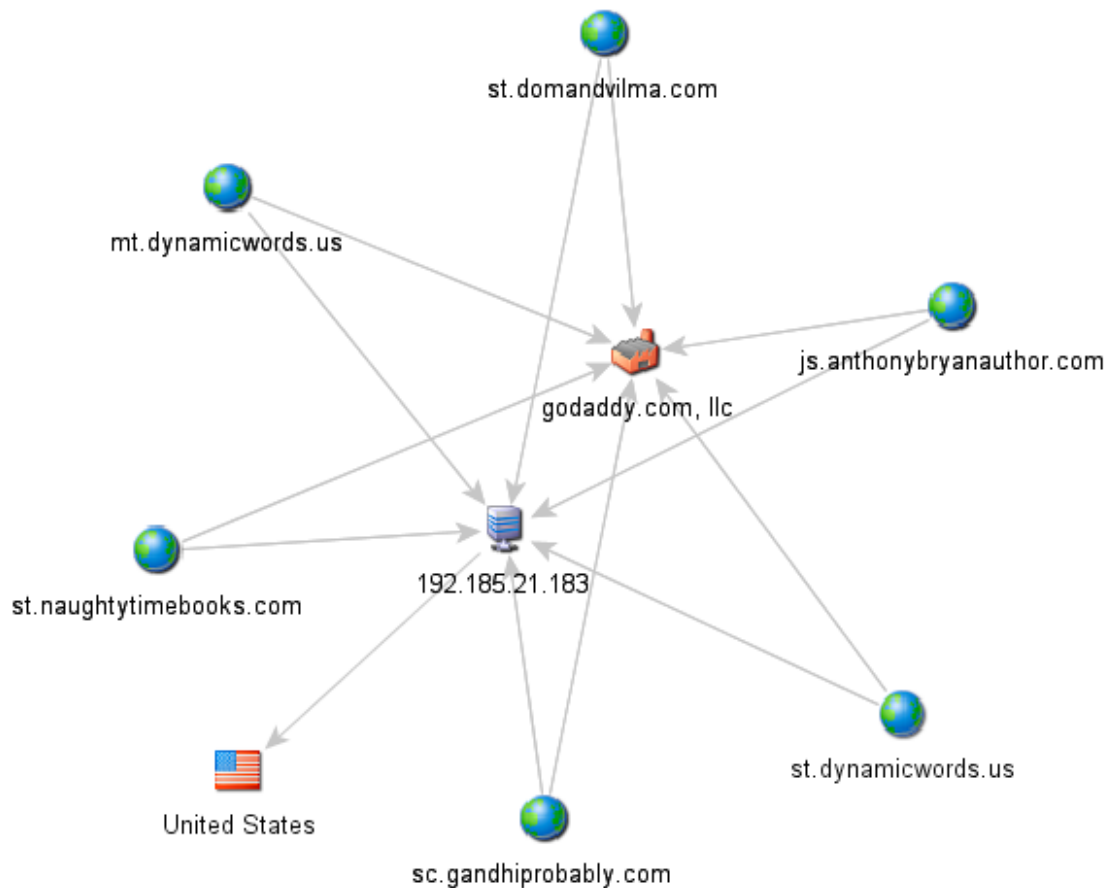 st.domandvilma.com
mt.dynamicwords.us
js.anthonybryanauthor.com
godaddy.com, llc
192.185.21.183
st.naughtytimebooks.com
st.dynamicwords.us
United States
sc.gandhiprobably.com